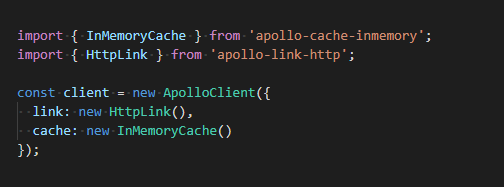 import { InMemoryCache } from 'apollo-cache-inmemory';
import { HttpLink } from 'apollo-link-http';
const client = new ApolloClient({
  link: new HttpLink(),
  cache: new InMemoryCache()
});